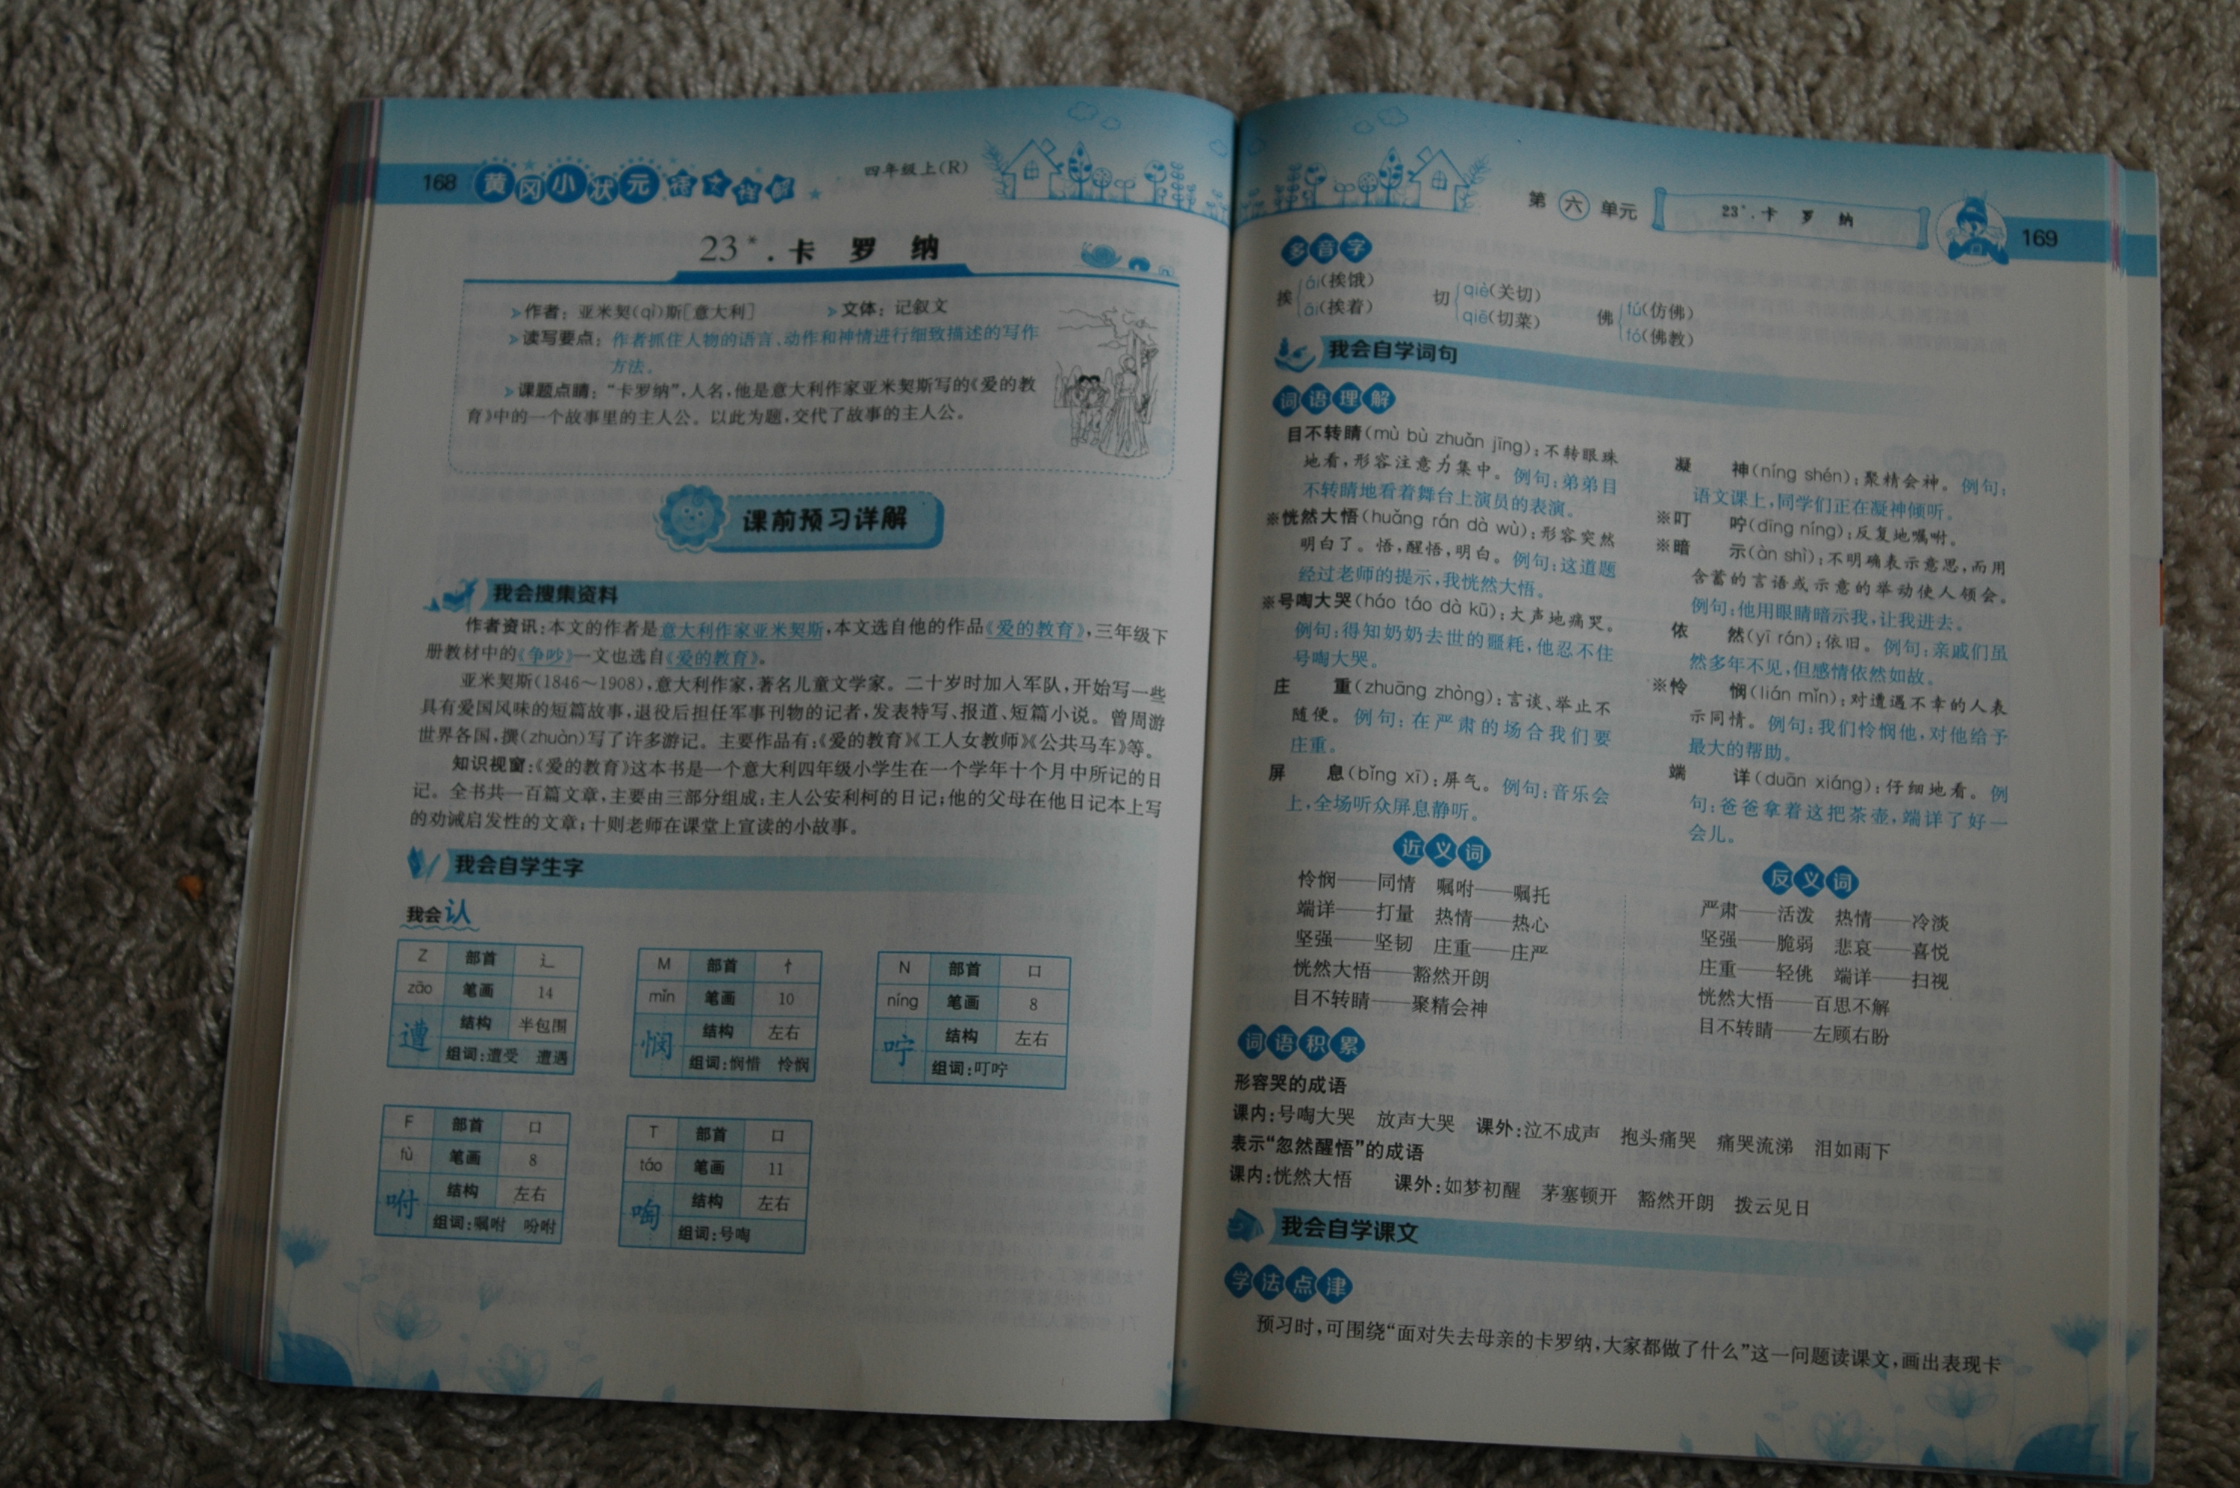 168 黄冈小状元 语文详解 四年级上(R)
23*.卡 罗 纳
作者：亚米契(qì)斯[意大利] 文体：记叙文
读写要点：作者抓住人物的语言、动作和神情进行细致描述的写作
方法。
课题点睛：“卡罗纳”，人名，他是意大利作家亚米契斯写的《爱的教
育》中的一个故事里的主人公。以此为题，交代了故事的主人公。
课前预习详解
我会搜集资料
作者资讯：本文的作者是意大利作家亚米契斯，本文选自他的作品《爱的教育》，三年级下
册教材中的《争吵》一文也选自《爱的教育》。
亚米契斯(1846～1908)，意大利作家，著名儿童文学家。二十岁时加入军队，开始写一些
具有爱国风味的短篇故事，退役后担任军事刊物的记者，发表特写、报道、短篇小说。曾周游
世界各国，撰(zhuàn)写了许多游记。主要作品有：《爱的教育》《工人女教师》《公共马车》等。
知识视窗：《爱的教育》这本书是一个意大利四年级小学生在一个学年十个月中所记的日
记。全书共一百篇文章，主要由三部分组成：主人公安利柯的日记；他的父母在他日记本上写
的劝诫启发性的文章；十则老师在课堂上宣读的小故事。
我会自学生字
我会认
Z 部首 辶
zāo 笔画 14
遭 结构 半包围
组词：遭受 遭遇
M 部首 忄
mǐn 笔画 10
悯 结构 左右
组词：悯惜 怜悯
N 部首 口
níng 笔画 8
咛 结构 左右
组词：叮咛
F 部首 口
fù 笔画 8
咐 结构 左右
组词：嘱咐 吩咐
T 部首 口
táo 笔画 11
啕 结构 左右
组词：号啕
第六单元 23*.卡 罗 纳 169
多音字
挨{ái(挨饿) 切{qiè(关切) 佛{fú(仿佛)
āi(挨着) qiē(切菜) fó(佛教)
我会自学词句
词语理解
目不转睛(mù bù zhuǎn jīng)：不转眼珠
地看，形容注意力集中。例句：弟弟目
不转睛地看着舞台上演员的表演。
※恍然大悟(huǎng rán dà wù)：形容突然
明白了。悟，醒悟，明白。例句：这道题
经过老师的提示，我恍然大悟。
※号啕大哭(háo táo dà kū)：大声地痛哭。
例句：得知奶奶去世的噩耗，他忍不住
号啕大哭。
庄 重(zhuāng zhòng)：言谈、举止不
随便。例句：在严肃的场合我们要
庄重。
屏 息(bǐng xī)：屏气。例句：音乐会
上，全场听众屏息静听。
凝 神(níng shén)：聚精会神。例句：
语文课上，同学们正在凝神倾听。
※叮 咛(dīng níng)：反复地嘱咐。
※暗 示(àn shì)：不明确表示意思，而用
含蓄的言语或示意的举动使人领会。
例句：他用眼睛暗示我，让我进去。
依 然(yī rán)：依旧。例句：亲戚们虽
然多年不见，但感情依然如故。
※怜 悯(lián mǐn)：对遭遇不幸的人表
示同情。例句：我们怜悯他，对他给予
最大的帮助。
端 详(duān xiáng)：仔细地看。例
句：爸爸拿着这把茶壶，端详了好一
会儿。
近义词
怜悯——同情 嘱咐——嘱托
端详——打量 热情——热心
坚强——坚韧 庄重——庄严
恍然大悟——豁然开朗
目不转睛——聚精会神
反义词
严肃——活泼 热情——冷淡
坚强——脆弱 悲哀——喜悦
庄重——轻佻 端详——扫视
恍然大悟——百思不解
目不转睛——左顾右盼
词语积累
形容哭的成语
课内：号啕大哭 放声大哭 课外：泣不成声 抱头痛哭 痛哭流涕 泪如雨下
表示“忽然醒悟”的成语
课内：恍然大悟 课外：如梦初醒 茅塞顿开 豁然开朗 拨云见日
我会自学课文
学法点津
预习时，可围绕“面对失去母亲的卡罗纳，大家都做了什么”这一问题读课文，画出表现卡